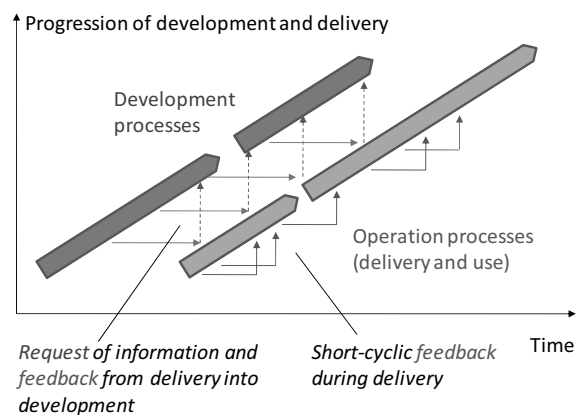 Progression of development and delivery
Development
processes
Operation processes
(delivery and use)
Time
Request of information and
feedback from delivery into
development
Short-cyclic feedback
during delivery